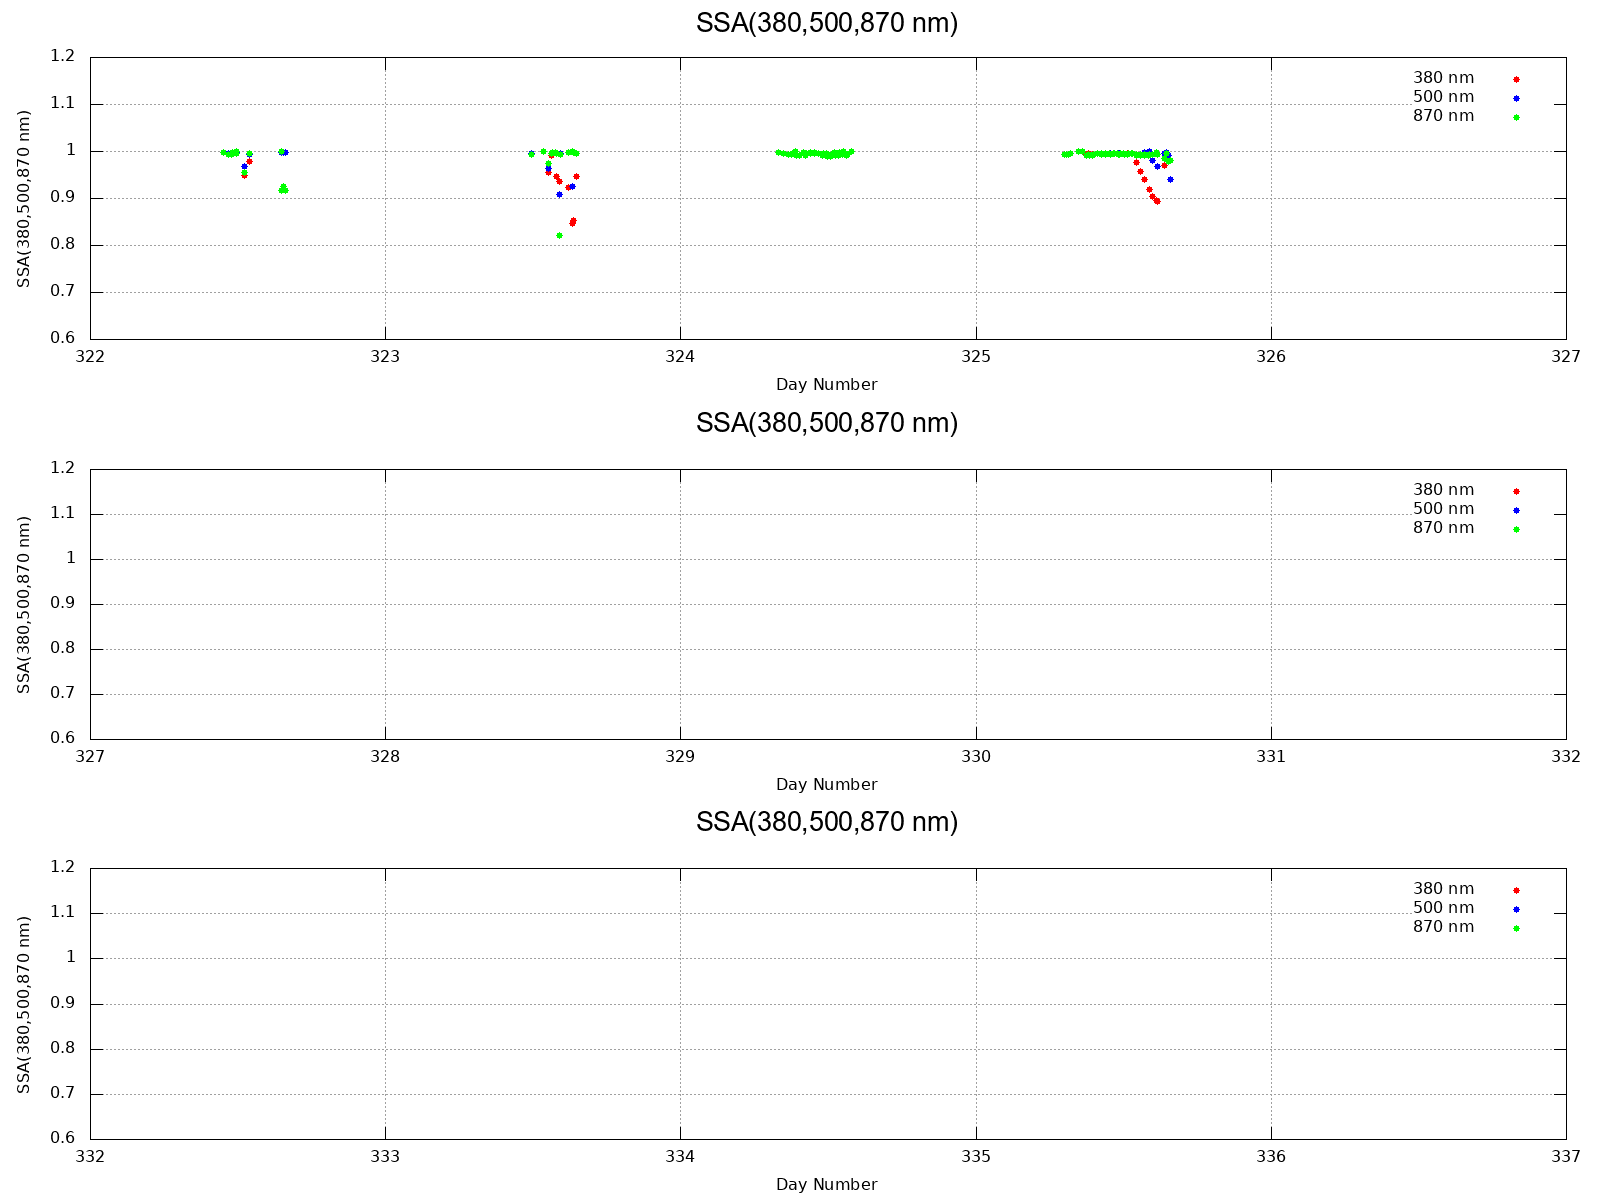 SSA(380,500,870 nm)
1.2
1.1
1
0.9
0.8
0.7
0.6
SSA(380,500,870 nm)
380 nm
500 nm
870 nm
322 323 324 325 326 327
Day Number
SSA(380,500,870 nm)
1.2
1.1
1
0.9
0.8
0.7
0.6
SSA(380,500,870 nm)
380 nm
500 nm
870 nm
327 328 329 330 331 332
Day Number
SSA(380,500,870 nm)
1.2
1.1
1
0.9
0.8
0.7
0.6
SSA(380,500,870 nm)
380 nm
500 nm
870 nm
332 333 334 335 336 337
Day Number